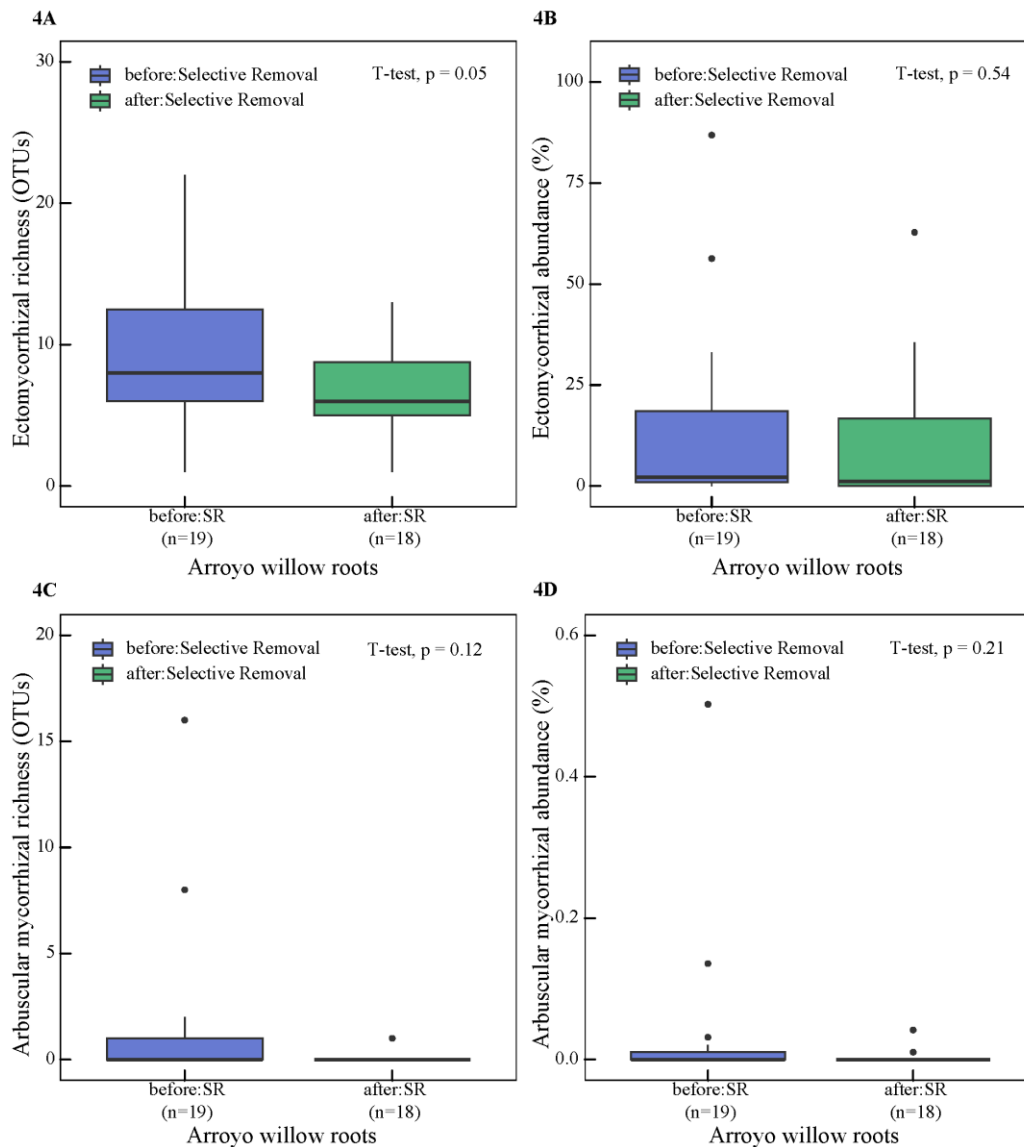 4A
Ectomycorrhizal richness (OTUs)
30
20
10
0
before:Selective Removal
after:Selective Removal
T-test, p = 0.05
before:SR
(n=19)
after:SR
(n=18)
Arroyo willow roots
4B
Ectomycorrhizal abundance (%)
100
75
50
25
0
before:Selective Removal
after:Selective Removal
T-test, p = 0.54
before:SR
(n=19)
after:SR
(n=18)
Arroyo willow roots
4C
Arbuscular mycorrhizal richness (OTUs)
20
15
10
5
0
before:Selective Removal
after:Selective Removal
T-test, p = 0.12
before:SR
(n=19)
after:SR
(n=18)
Arroyo willow roots
4D
Arbuscular mycorrhizal abundance (%)
0.6
0.4
0.2
0.0
before:Selective Removal
after:Selective Removal
T-test, p = 0.21
before:SR
(n=19)
after:SR
(n=18)
Arroyo willow roots